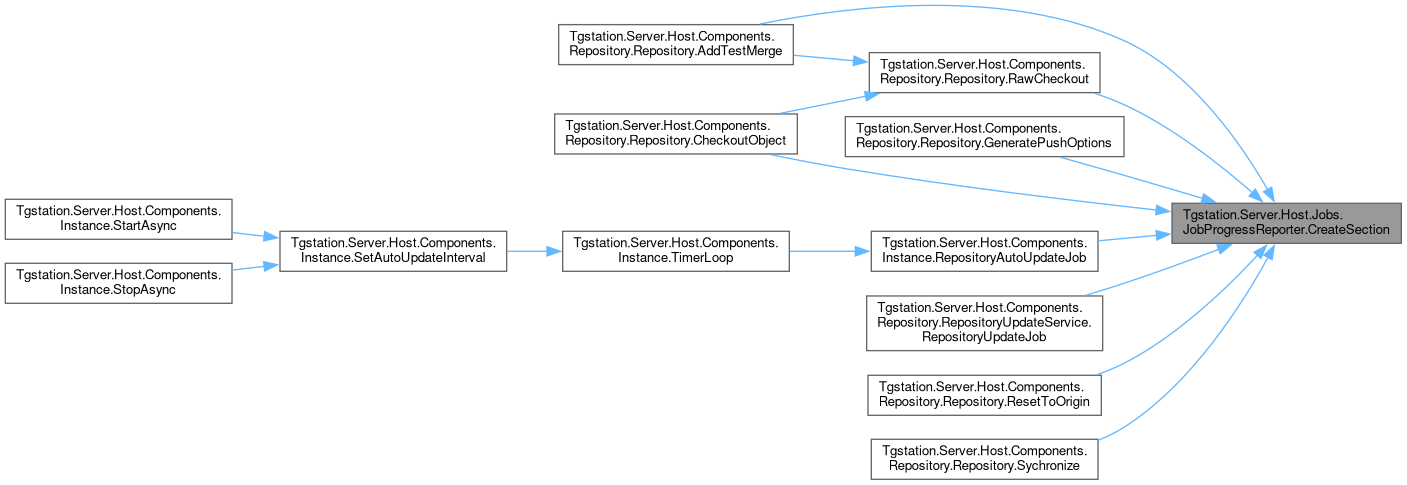 Tgstation.Server.Host.Components.
Repository.Repository.AddTestMerge
Tgstation.Server.Host.Components.
Repository.Repository.RawCheckout
Tgstation.Server.Host.Components.
Repository.Repository.CheckoutObject
Tgstation.Server.Host.Components.
Repository.Repository.GeneratePushOptions
Tgstation.Server.Host.Components.
Instance.StartAsync
Tgstation.Server.Host.Jobs.
JobProgressReporter.CreateSection
Tgstation.Server.Host.Components.
Instance.SetAutoUpdateInterval
Tgstation.Server.Host.Components.
Instance.TimerLoop
Tgstation.Server.Host.Components.
Instance.RepositoryAutoUpdateJob
Tgstation.Server.Host.Components.
Instance.StopAsync
Tgstation.Server.Host.Components.
Repository.RepositoryUpdateService.
RepositoryUpdateJob
Tgstation.Server.Host.Components.
Repository.Repository.ResetToOrigin
Tgstation.Server.Host.Components.
Repository.Repository.Sychronize